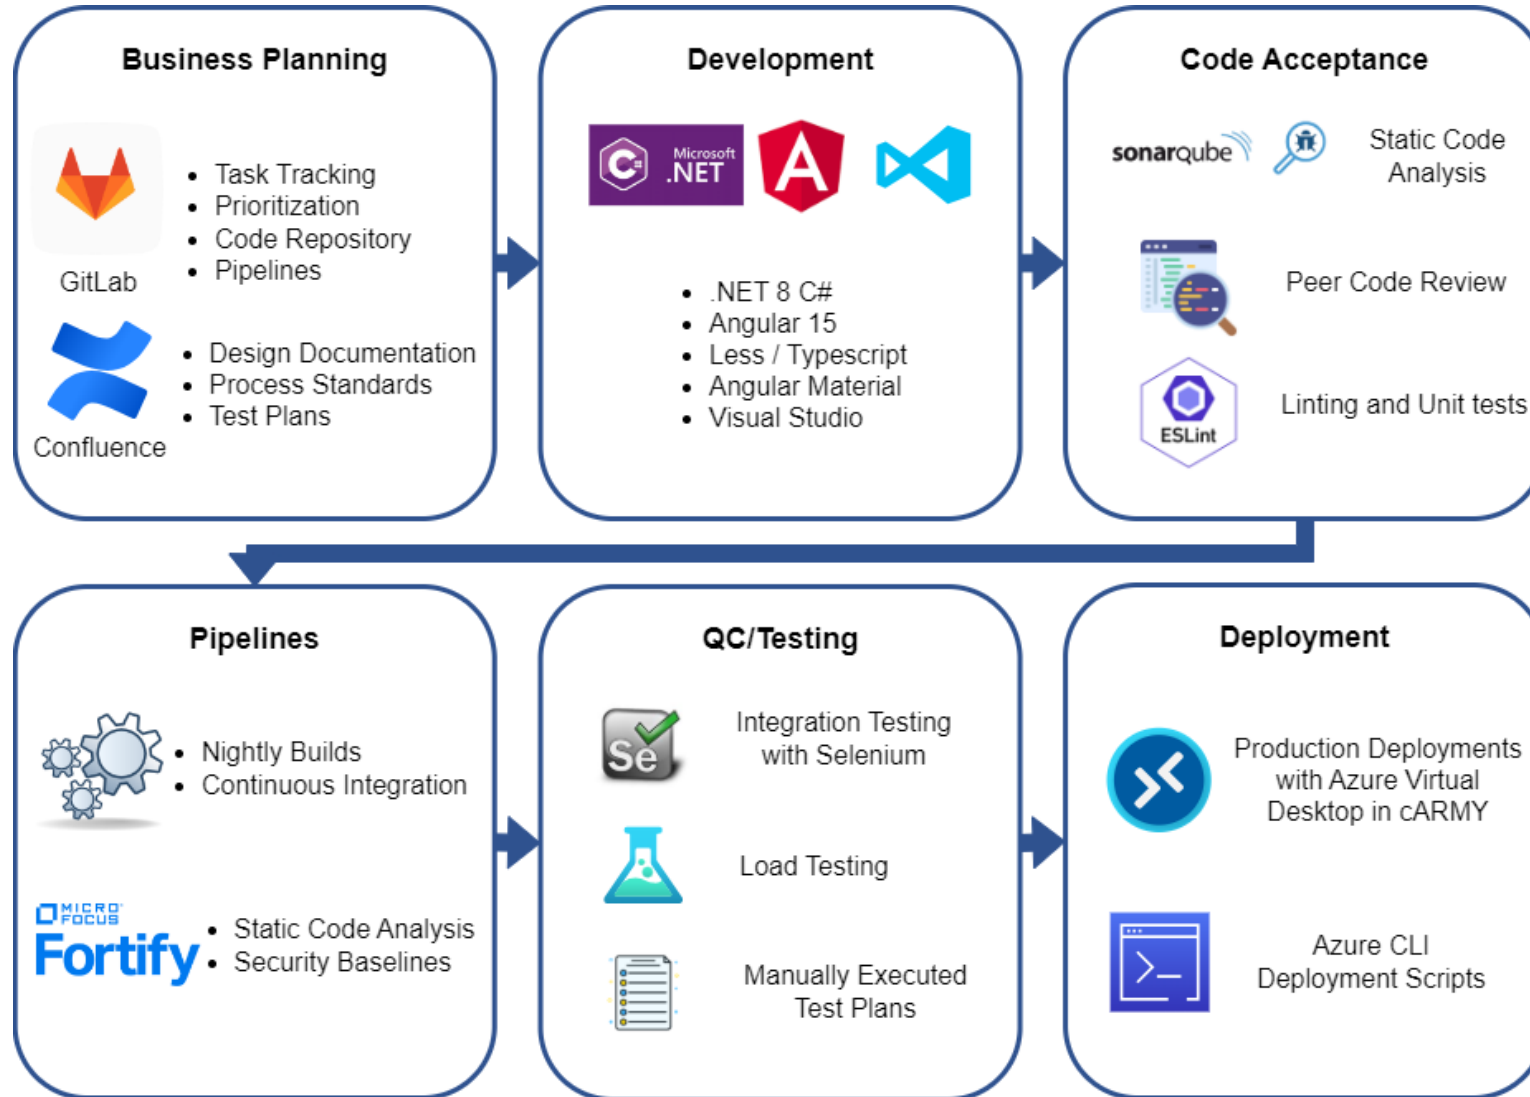 Business Planning
GitLab
Task Tracking
Prioritization
Code Repository
Pipelines
Confluence
Design Documentation
Process Standards
Test Plans
Development
C#
Microsoft
.NET
A
.NET 8 C#
Angular 15
Less / Typescript
Angular Material
Visual Studio
Code Acceptance
sonarqube
Static Code
Analysis
Peer Code Review
ESLint
Linting and Unit tests
Pipelines
Nightly Builds
Continuous Integration
MICRO
FOCUS
Fortify
Static Code Analysis
Security Baselines
QC/Testing
Se
Integration Testing
with Selenium
Load Testing
Manually Executed
Test Plans
Deployment
Production Deployments
with Azure Virtual
Desktop in cARMY
Azure CLI
Deployment Scripts